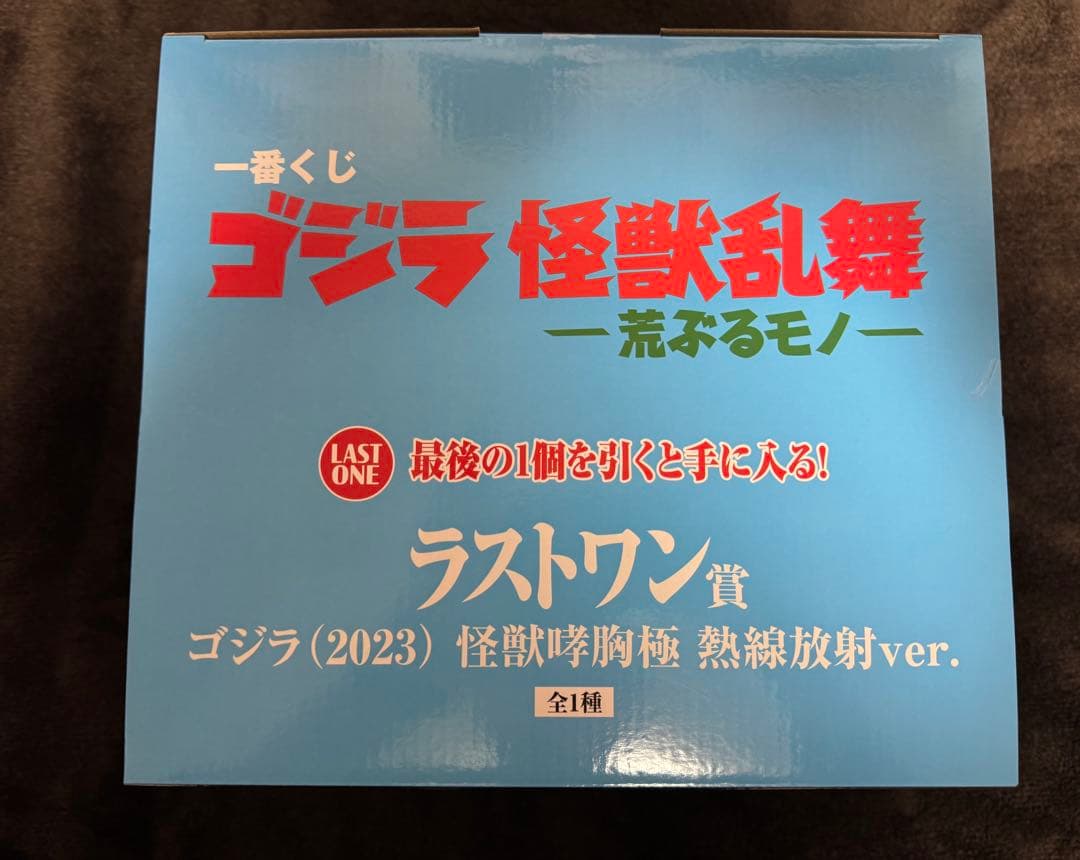 一番くじ
ゴジラ 怪獣乱舞
―荒ぶるモノ―
LAST
ONE
最後の1個を引くと手に入る!
ラストワン賞
ゴジラ(2023) 怪獣哮胸極 熱線放射ver.
全1種